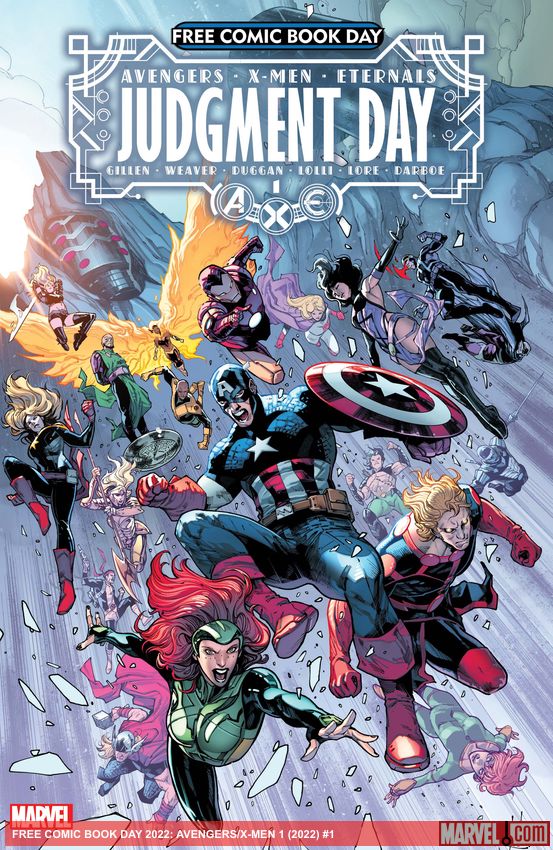 FREE COMIC BOOK DAY
AVENGERS · X-MEN · ETERNALS
JUDGMENT DAY
GILLEN · WEAVER · DUGGAN · LOLLI · LORE · DARBOE
A X E
MARVEL
FREE COMIC BOOK DAY 2022: AVENGERS/X-MEN 1 (2022) #1
MARVEL.com